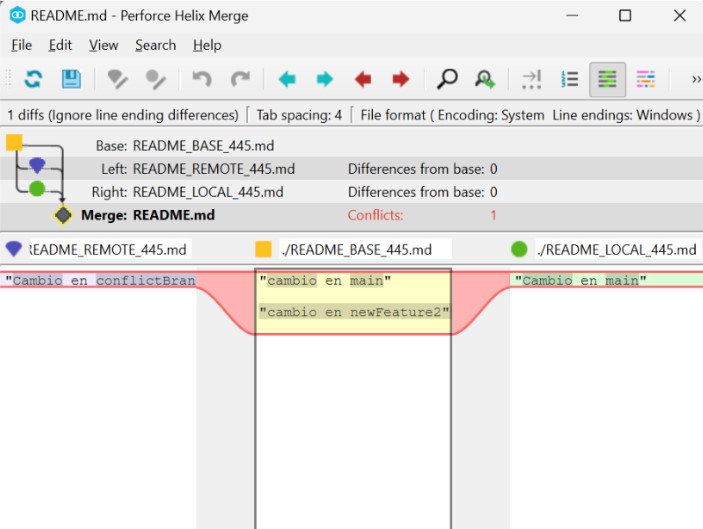 README.md - Perforce Helix Merge
File Edit View Search Help
1 diffs (Ignore line ending differences) Tab spacing: 4 File format ( Encoding: System Line endings: Windows )
Base: README_BASE_445.md
Left: README_REMOTE_445.md Differences from base: 0
Right: README_LOCAL_445.md Differences from base: 0
Merge: README.md Conflicts: 1
README_REMOTE_445.md ./README_BASE_445.md ./README_LOCAL_445.md
"Cambio en conflictBran "cambio en main" "Cambio en main"
"cambio en newFeature2"